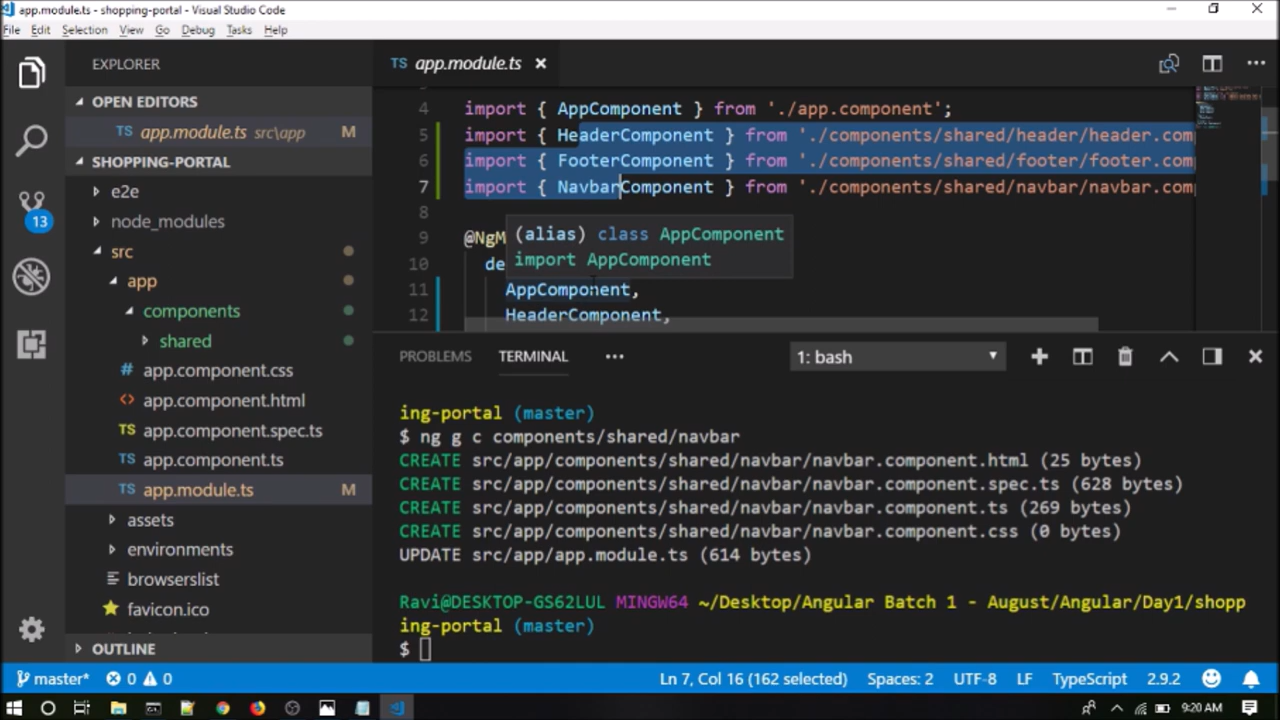 app.module.ts - shopping-portal - Visual Studio Code
File Edit Selection View Go Debug Tasks Help
EXPLORER
OPEN EDITORS
TS app.module.ts src\app M
SHOPPING-PORTAL
e2e
node_modules
13
src
app
components
shared
# app.component.css
<> app.component.html
TS app.component.spec.ts
TS app.component.ts
TS app.module.ts M
assets
environments
browserslist
favicon.ico
OUTLINE
TS app.module.ts
4 import { AppComponent } from './app.component';
5 import { HeaderComponent } from './components/shared/header/header.com
6 import { FooterComponent } from './components/shared/footer/footer.com
7 import { NavbarComponent } from './components/shared/navbar/navbar.com
8
9 @NgM
(alias) class AppComponent
10 de
import AppComponent
11 AppComponent,
12 HeaderComponent,
PROBLEMS TERMINAL ... 1: bash
ing-portal (master)
$ ng g c components/shared/navbar
CREATE src/app/components/shared/navbar/navbar.component.html (25 bytes)
CREATE src/app/components/shared/navbar/navbar.component.spec.ts (628 bytes)
CREATE src/app/components/shared/navbar/navbar.component.ts (269 bytes)
CREATE src/app/components/shared/navbar/navbar.component.css (0 bytes)
UPDATE src/app/app.module.ts (614 bytes)
Ravi@DESKTOP-GS62LUL MINGW64 ~/Desktop/Angular Batch 1 - August/Angular/Day1/shopp
ing-portal (master)
$
master* 0 0 Ln 7, Col 16 (162 selected) Spaces: 2 UTF-8 LF TypeScript 2.9.2
9:20 AM